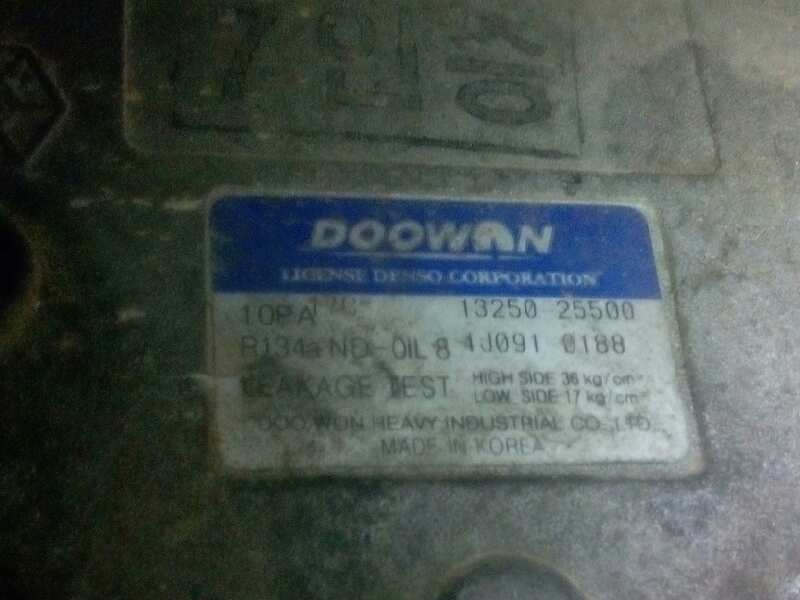 DOOWON
LICENSE DENSO CORPORATION
10PA 17C 13250 25500
R134a ND-OIL 8 4J091 0188
LEAKAGE TEST HIGH SIDE 36 kg/cm²
LOW SIDE 17 kg/cm²
DOO WON HEAVY INDUSTRIAL CO., LTD.
MADE IN KOREA